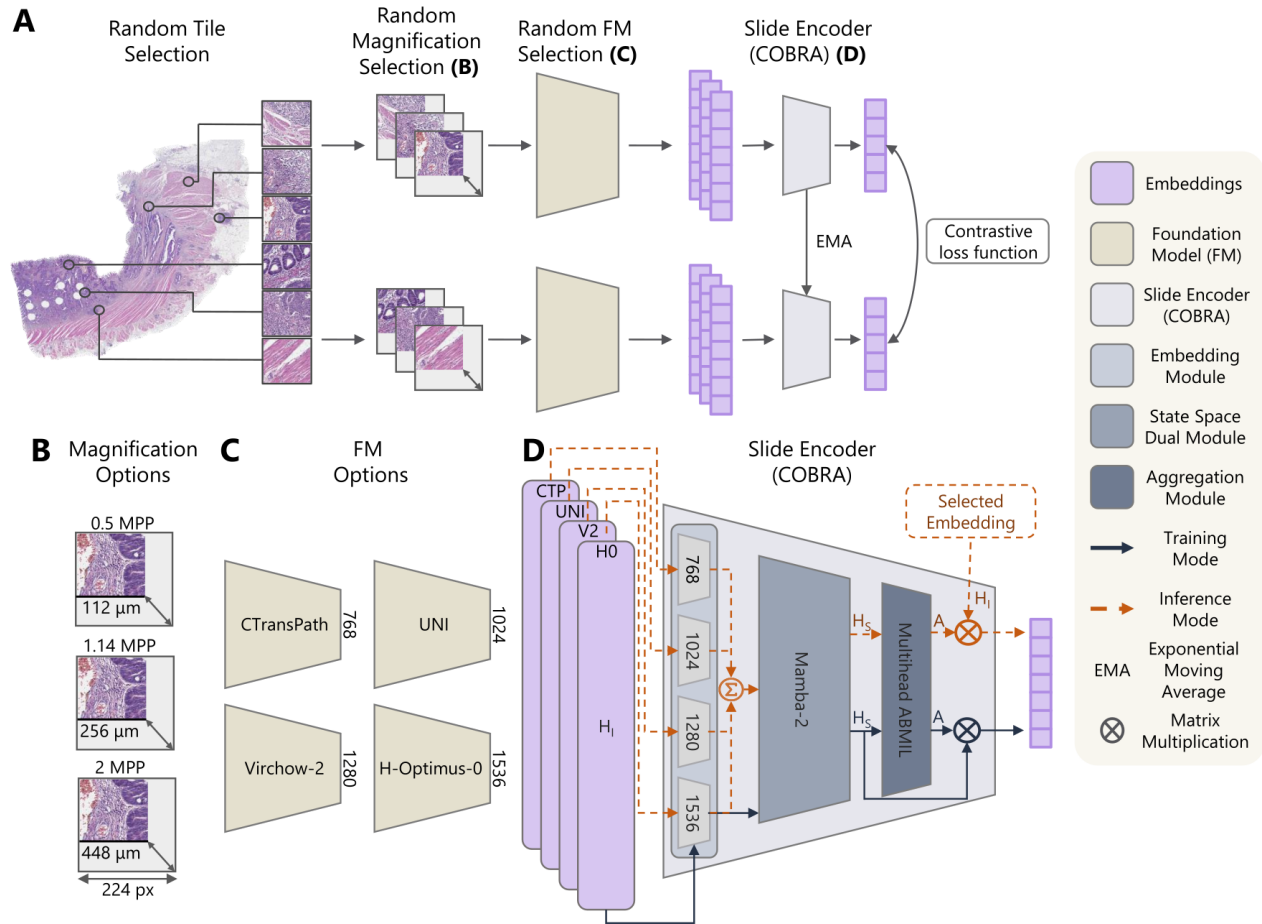 A
Random Tile
Selection
Random
Magnification
Selection (B)
Random FM
Selection (C)
Slide Encoder
(COBRA) (D)
EMA
Contrastive
loss function
Embeddings
Foundation
Model (FM)
Slide Encoder
(COBRA)
Embedding
Module
State Space
Dual Module
Aggregation
Module
Training
Mode
Inference
Mode
EMA
Exponential
Moving
Average
Matrix
Multiplication
B
Magnification
Options
0.5 MPP
112 µm
1.14 MPP
256 µm
2 MPP
448 µm
224 px
C
FM
Options
CTransPath
768
UNI
1024
Virchow-2
1280
H-Optimus-0
1536
D
Slide Encoder
(COBRA)
CTP
UNI
V2
H0
HI
768
1024
1280
1536
Σ
Mamba-2
HS
HS
Multihead ABMIL
A
A
Selected
Embedding
HI